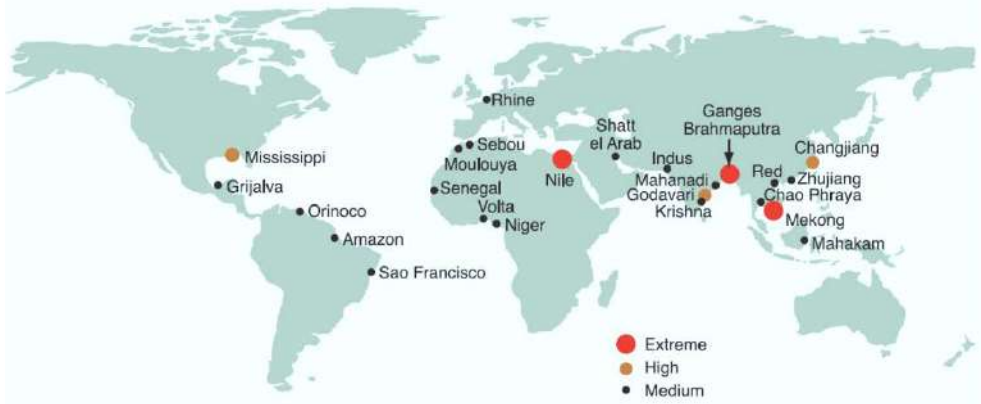 Rhine
Ganges
Brahmaputra
Shatt
el Arab
Changjiang
Mississippi
Sebou
Moulouya
Nile
Indus
Mahanadi
Godavari
Krishna
Red
Zhujiang
Chao Phraya
Mekong
Grijalva
Senegal
Volta
Niger
Orinoco
Amazon
Mahakam
Sao Francisco
Extreme
High
Medium